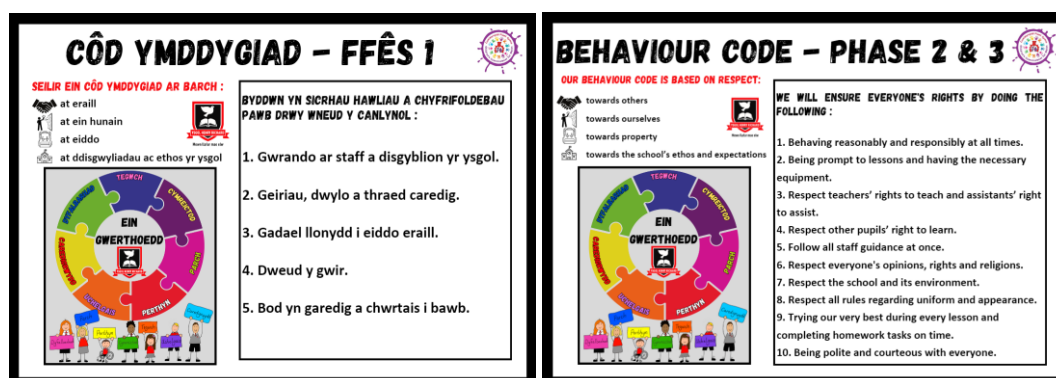 CÔD YMDDYGIAD – FFÊS 1
SEILIR EIN CÔD YMDDYGIAD AR BARCH :
at eraill
at ein hunain
at eiddo
at ddisgwyliadau ac ethos yr ysgol
TEGWCH
CYMREICTOD
PARCH
PERTHYN
UCHELGAIS
EIN
GWERTHOEDD
BYDDWN YN SICRHAU HAWLIAU A CHYFRIFOLDEBAU
PAWB DRWY WNEUD Y CANLYNOL :
1. Gwrando ar staff a disgyblion yr ysgol.
2. Geiriau, dwylo a thraed caredig.
3. Gadael llonydd i eiddo eraill.
4. Dweud y gwir.
5. Bod yn garedig a chwrtais i bawb.
BEHAVIOUR CODE – PHASE 2 & 3
OUR BEHAVIOUR CODE IS BASED ON RESPECT:
towards others
towards ourselves
towards property
towards the school's ethos and expectations
TEGWCH
CYMREICTOD
PARCH
PERTHYN
UCHELGAIS
EIN
GWERTHOEDD
WE WILL ENSURE EVERYONE'S RIGHTS BY DOING THE
FOLLOWING :
1. Behaving reasonably and responsibly at all times.
2. Being prompt to lessons and having the necessary
equipment.
3. Respect teachers' rights to teach and assistants' right
to assist.
4. Respect other pupils' right to learn.
5. Follow all staff guidance at once.
6. Respect everyone's opinions, rights and religions.
7. Respect the school and its environment.
8. Respect all rules regarding uniform and appearance.
9. Trying our very best during every lesson and
completing homework tasks on time.
10. Being polite and courteous with everyone.